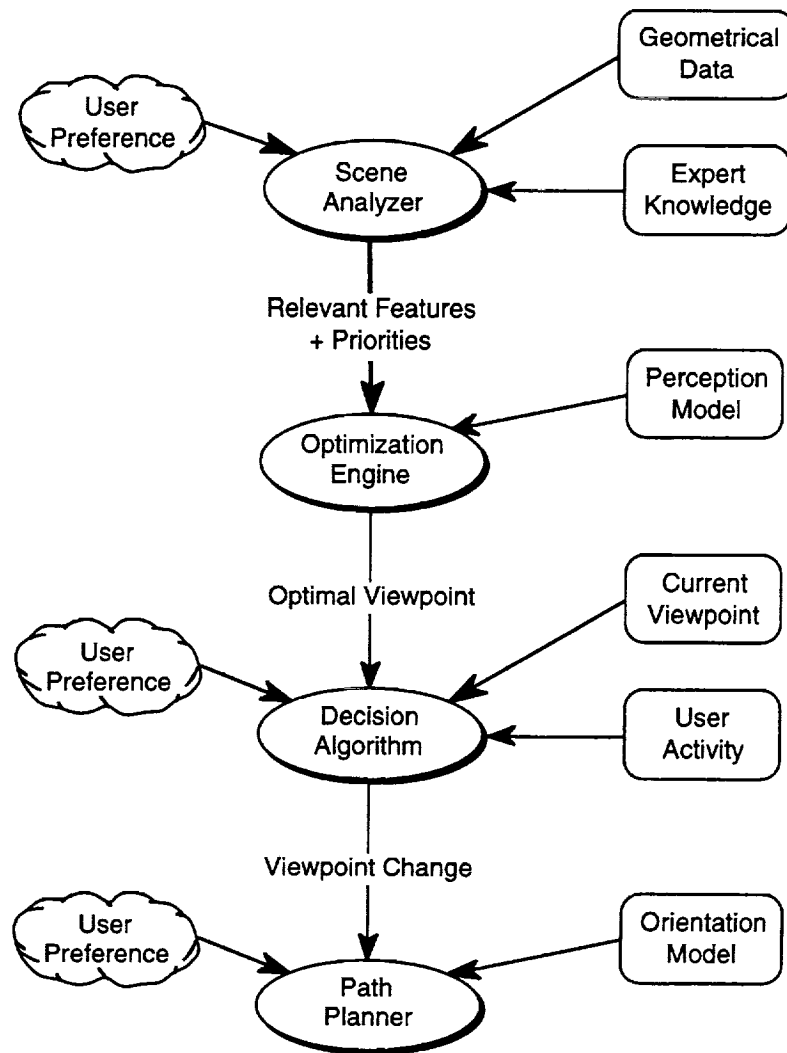 Geometrical
Data
User
Preference
Scene
Analyzer
Expert
Knowledge
Relevant Features
+ Priorities
Perception
Model
Optimization
Engine
Optimal Viewpoint
Current
Viewpoint
User
Preference
Decision
Algorithm
User
Activity
Viewpoint Change
User
Preference
Orientation
Model
Path
Planner